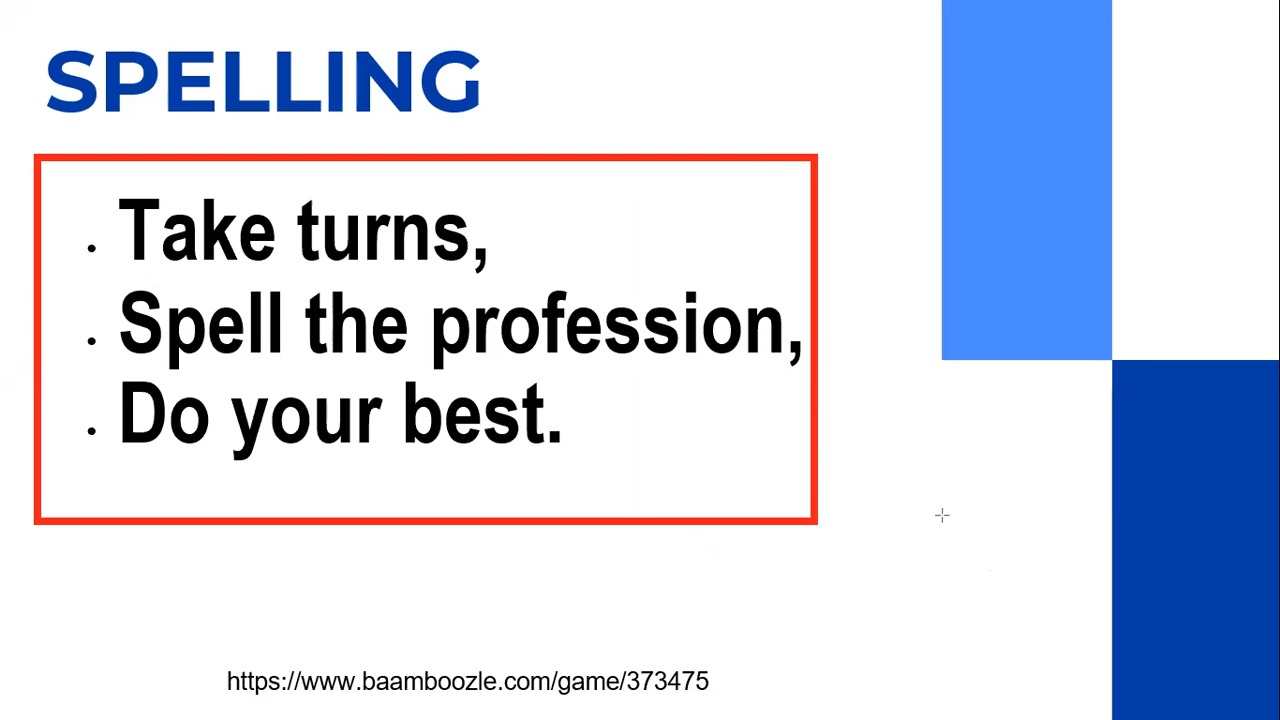 SPELLING
• Take turns,
• Spell the profession,
• Do your best.
https://www.baamboozle.com/game/373475